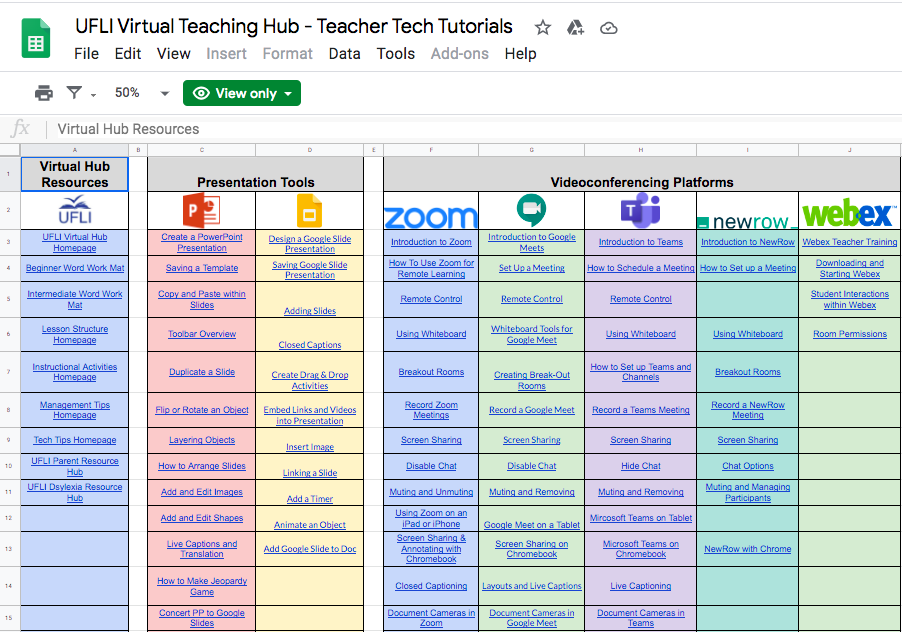 UFLI Virtual Teaching Hub - Teacher Tech Tutorials
File Edit View Insert Format Data Tools Add-ons Help
50% View only
fx Virtual Hub Resources
A B C D E F G H I J
1
Virtual Hub
Resources
Presentation Tools
Videoconferencing Platforms
2
UFLI
P
zoom
T
newrow_
webex
3
UFLI Virtual Hub
Homepage
Create a PowerPoint
Presentation
Design a Google Slide
Presentation
Introduction to Zoom
Introduction to Google
Meets
Introduction to Teams
Introduction to NewRow
Webex Teacher Training
4
Beginner Word Work Mat
Saving a Template
Saving Google Slide
Presentation
How To Use Zoom for
Remote Learning
Set Up a Meeting
How to Schedule a Meeting
How to Set up a Meeting
Downloading and
Starting Webex
5
Intermediate Word Work
Mat
Copy and Paste within
Slides
Adding Slides
Remote Control
Remote Control
Remote Control
Student Interactions
within Webex
6
Lesson Structure
Homepage
Toolbar Overview
Closed Captions
Using Whiteboard
Whiteboard Tools for
Google Meet
Using Whiteboard
Using Whiteboard
Room Permissions
7
Instructional Activities
Homepage
Duplicate a Slide
Create Drag & Drop
Activities
Breakout Rooms
Creating Break-Out
Rooms
How to Set up Teams and
Channels
Breakout Rooms
8
Management Tips
Homepage
Flip or Rotate an Object
Embed Links and Videos
into Presentation
Record Zoom
Meetings
Record a Google Meet
Record a Teams Meeting
Record a NewRow
Meeting
9
Tech Tips Homepage
Layering Objects
Insert Image
Screen Sharing
Screen Sharing
Screen Sharing
Screen Sharing
10
UFLI Parent Resource
Hub
How to Arrange Slides
Linking a Slide
Disable Chat
Disable Chat
Hide Chat
Chat Options
11
UFLI Dsylexia Resource
Hub
Add and Edit Images
Add a Timer
Muting and Unmuting
Muting and Removing
Muting and Removing
Muting and Managing
Participants
12
Add and Edit Shapes
Animate an Object
Using Zoom on an
iPad or iPhone
Google Meet on a Tablet
Mircosoft Teams on Tablet
13
Live Captions and
Translation
Add Google Slide to Doc
Screen Sharing &
Annotating with
Chromebook
Screen Sharing on
Chromebook
Microsoft Teams on
Chromebook
NewRow with Chrome
14
How to Make Jeopardy
Game
Closed Captioning
Layouts and Live Captions
Live Captioning
15
Concert PP to Google
Slides
Document Cameras in
Zoom
Document Cameras in
Google Meet
Document Cameras in
Teams